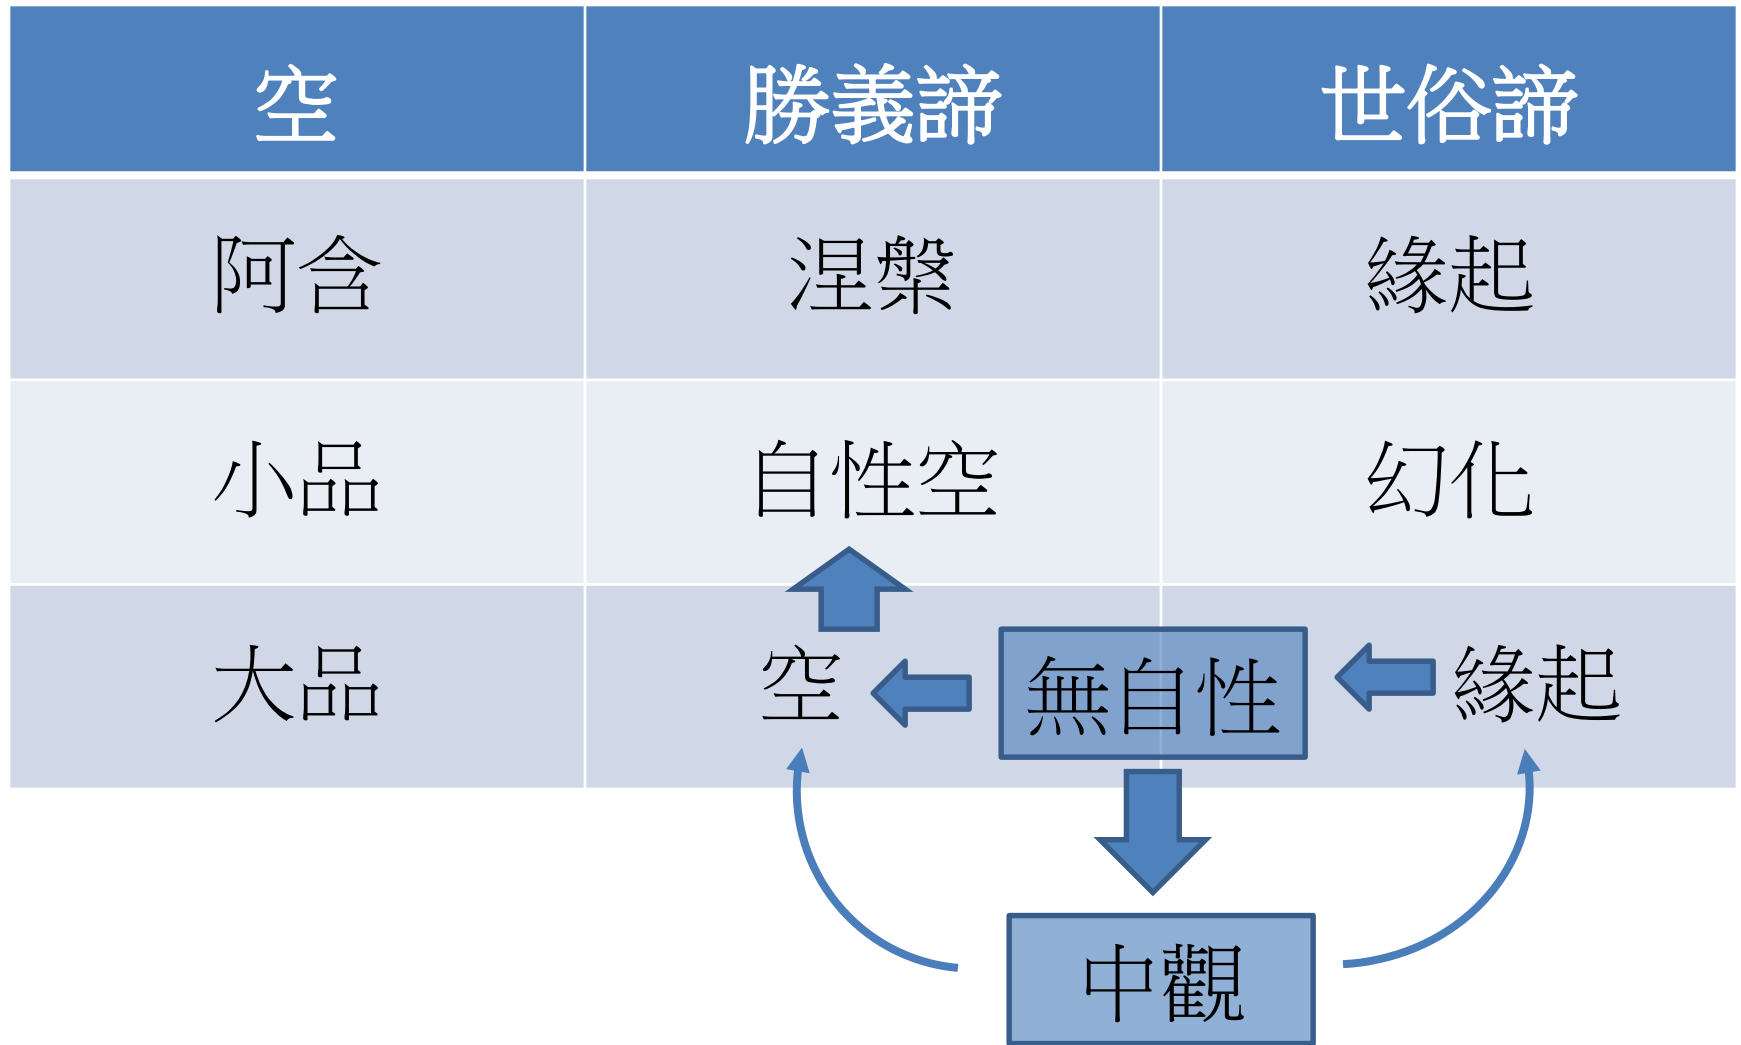 空 勝義諦 世俗諦
阿含 涅槃 緣起
小品 自性空 幻化
大品 空 無自性 緣起
中觀